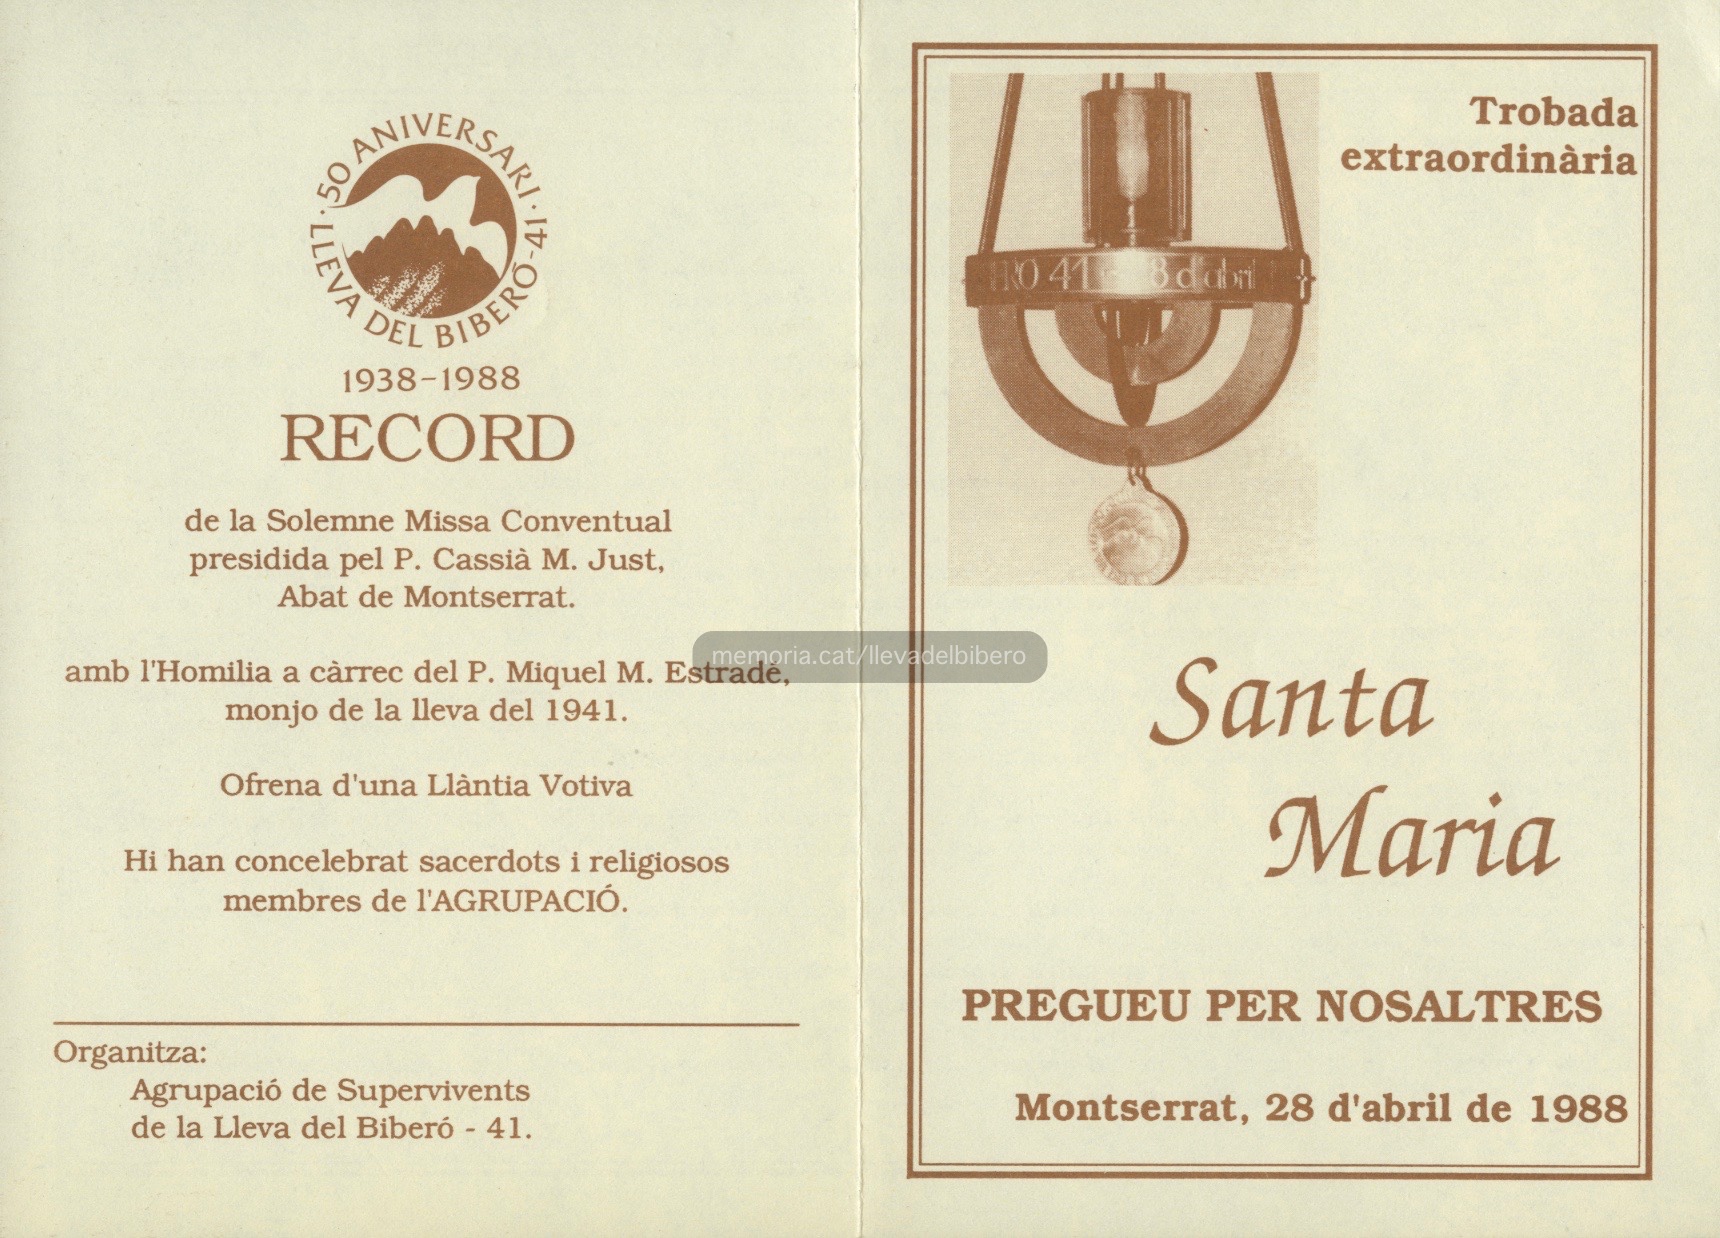 · 50 ANIVERSARI ·
LLEVA DEL BIBERÓ-41
1938-1988
RECORD
de la Solemne Missa Conventual
presidida pel P. Cassià M. Just,
Abat de Montserrat.
amb l'Homilia a càrrec del P. Miquel M. Estradé,
monjo de la lleva del 1941.
Ofrena d'una Llàntia Votiva
Hi han concelebrat sacerdots i religiosos
membres de l'AGRUPACIÓ.
Organitza:
Agrupació de Supervivents
de la Lleva del Biberó - 41.
memoria.cat/llevadelbibero
Trobada
extraordinària
41 8 d'abril
Santa
Maria
PREGUEU PER NOSALTRES
Montserrat, 28 d'abril de 1988